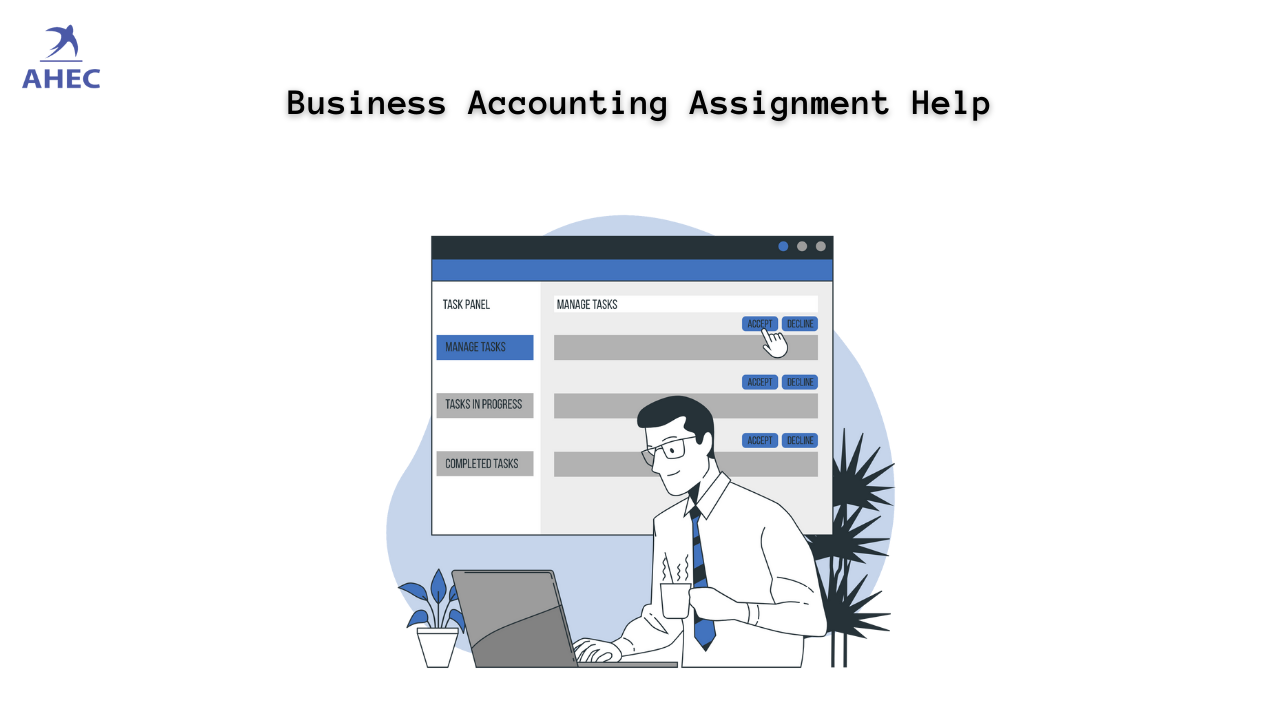 AHEC
Business Accounting Assignment Help
TASK PANEL
MANAGE TASKS
ACCEPT DECLINE
MANAGE TASKS
ACCEPT DECLINE
TASKS IN PROGRESS
ACCEPT DECLINE
COMPLETED TASKS